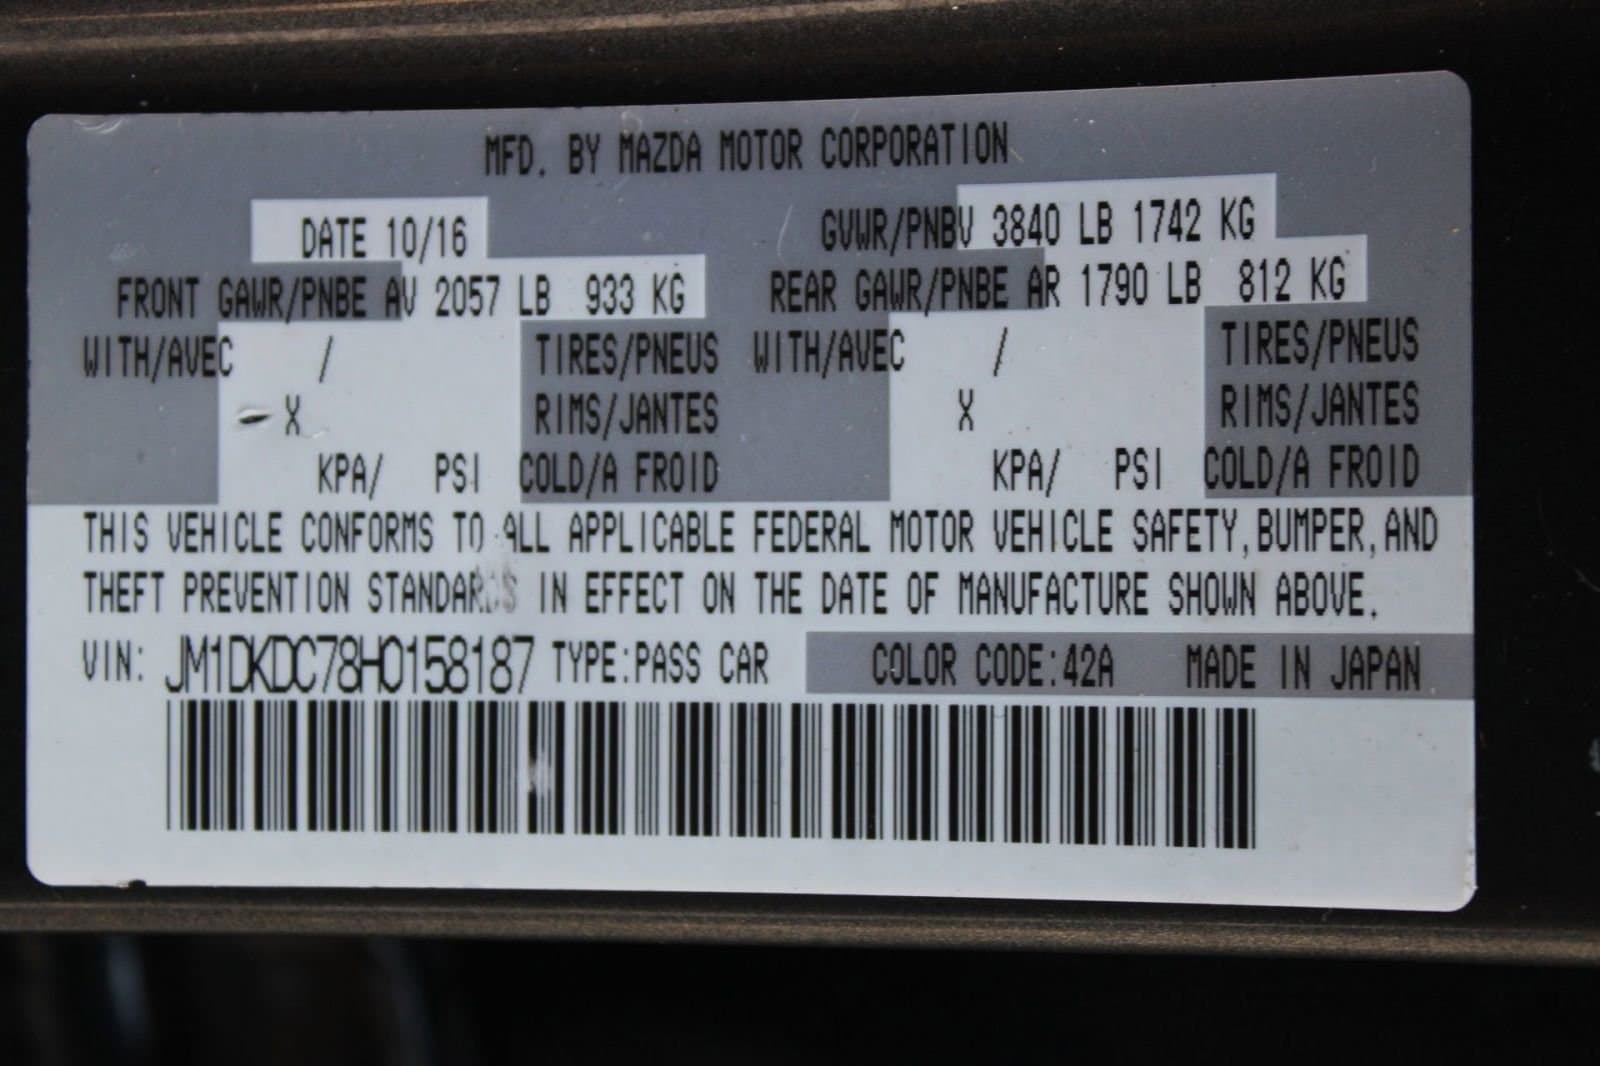 MFD. BY MAZDA MOTOR CORPORATION
DATE 10/16 GVWR/PNBV 3840 LB 1742 KG
FRONT GAWR/PNBE AV 2057 LB 933 KG REAR GAWR/PNBE AR 1790 LB 812 KG
WITH/AVEC / TIRES/PNEUS WITH/AVEC / TIRES/PNEUS
X RIMS/JANTES X RIMS/JANTES
KPA/ PSI COLD/A FROID KPA/ PSI COLD/A FROID
THIS VEHICLE CONFORMS TO ALL APPLICABLE FEDERAL MOTOR VEHICLE SAFETY, BUMPER, AND
THEFT PREVENTION STANDARDS IN EFFECT ON THE DATE OF MANUFACTURE SHOWN ABOVE.
VIN: JM1DKDC78H0158187 TYPE:PASS CAR COLOR CODE:42A MADE IN JAPAN